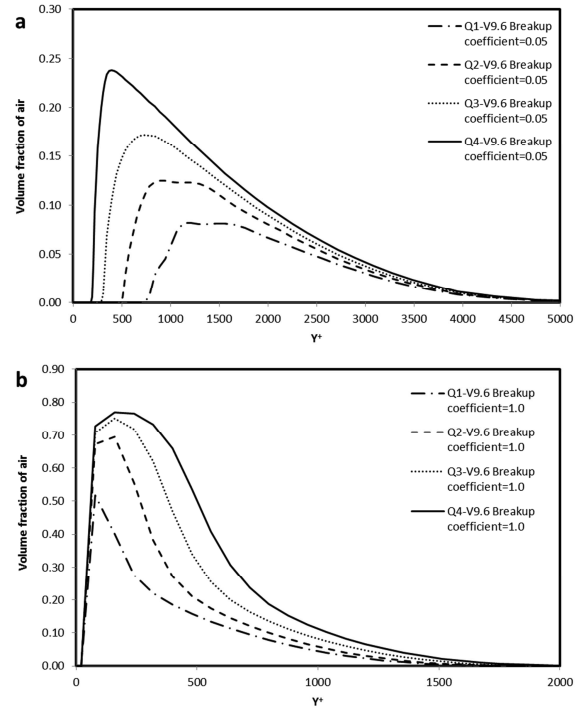 a
0.30
0.25
0.20
0.15
0.10
0.05
0.00
Volume fraction of air
0 500 1000 1500 2000 2500 3000 3500 4000 4500 5000
Y+
Q1-V9.6 Breakup
coefficient=0.05
Q2-V9.6 Breakup
coefficient=0.05
Q3-V9.6 Breakup
coefficient=0.05
Q4-V9.6 Breakup
coefficient=0.05
b
0.90
0.80
0.70
0.60
0.50
0.40
0.30
0.20
0.10
0.00
Volume fraction of air
0 500 1000 1500 2000
Y+
Q1-V9.6 Breakup
coefficient=1.0
Q2-V9.6 Breakup
coefficient=1.0
Q3-V9.6 Breakup
coefficient=1.0
Q4-V9.6 Breakup
coefficient=1.0